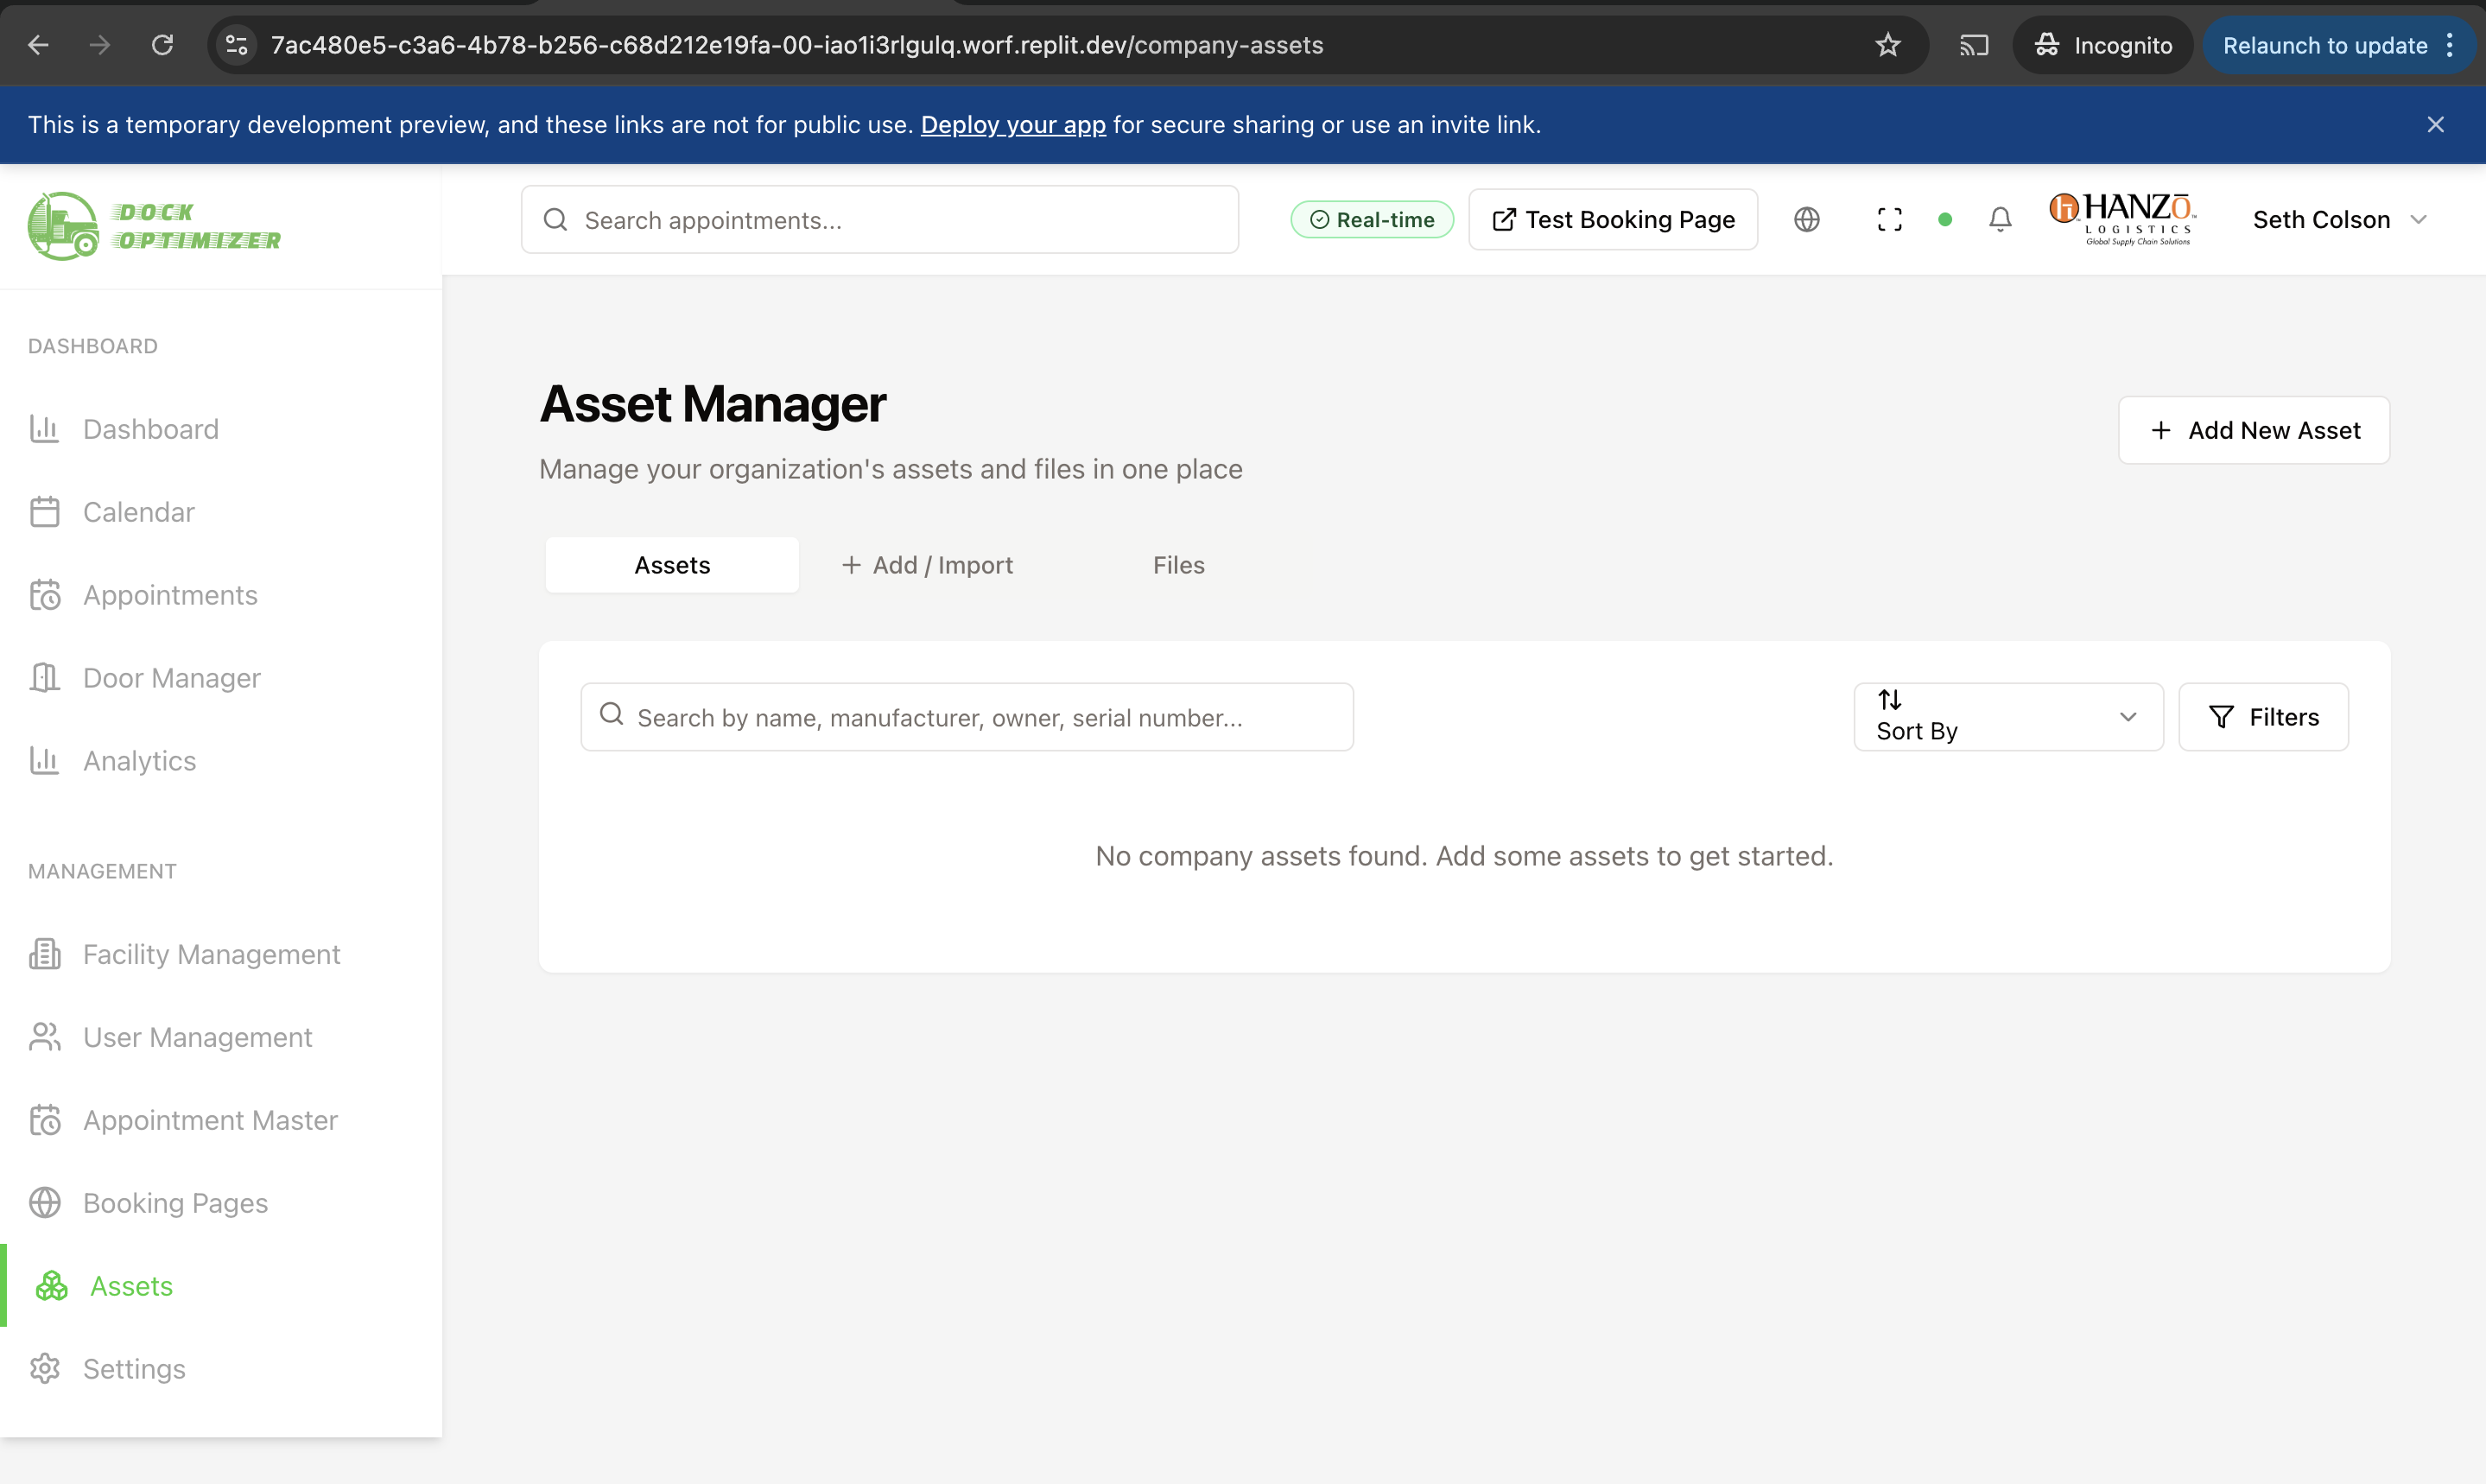 7ac480e5-c3a6-4b78-b256-c68d212e19fa-00-iao1i3rlgulq.worf.replit.dev/company-assets
Incognito
Relaunch to update
This is a temporary development preview, and these links are not for public use. Deploy your app for secure sharing or use an invite link.
DOCK
OPTIMIZER
Search appointments...
Real-time
Test Booking Page
HANZŌ
LOGISTICS
Global Supply Chain Solutions
Seth Colson
DASHBOARD
Dashboard
Calendar
Appointments
Door Manager
Analytics
MANAGEMENT
Facility Management
User Management
Appointment Master
Booking Pages
Assets
Settings
Asset Manager
Manage your organization's assets and files in one place
Add New Asset
Assets
Add / Import
Files
Search by name, manufacturer, owner, serial number...
Sort By
Filters
No company assets found. Add some assets to get started.